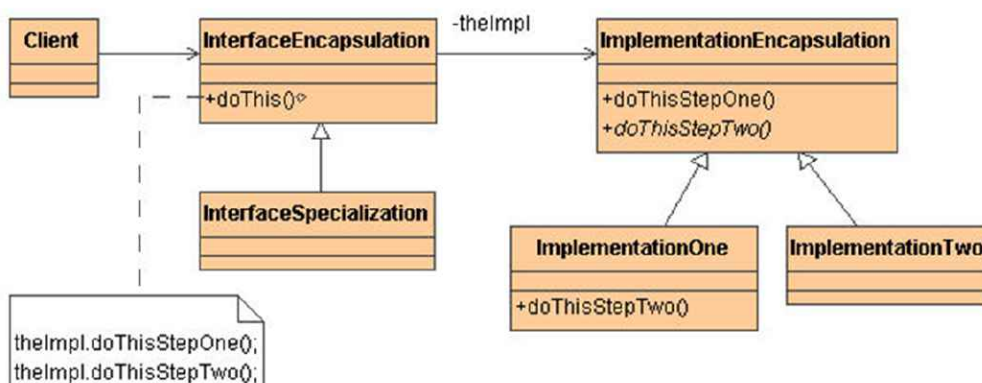 Client
InterfaceEncapsulation
-theImpl
ImplementationEncapsulation
+doThis()
+doThisStepOne()
+doThisStepTwo()
InterfaceSpecialization
ImplementationOne
ImplementationTwo
+doThisStepTwo()
theImpl.doThisStepOne();
theImpl.doThisStepTwo();